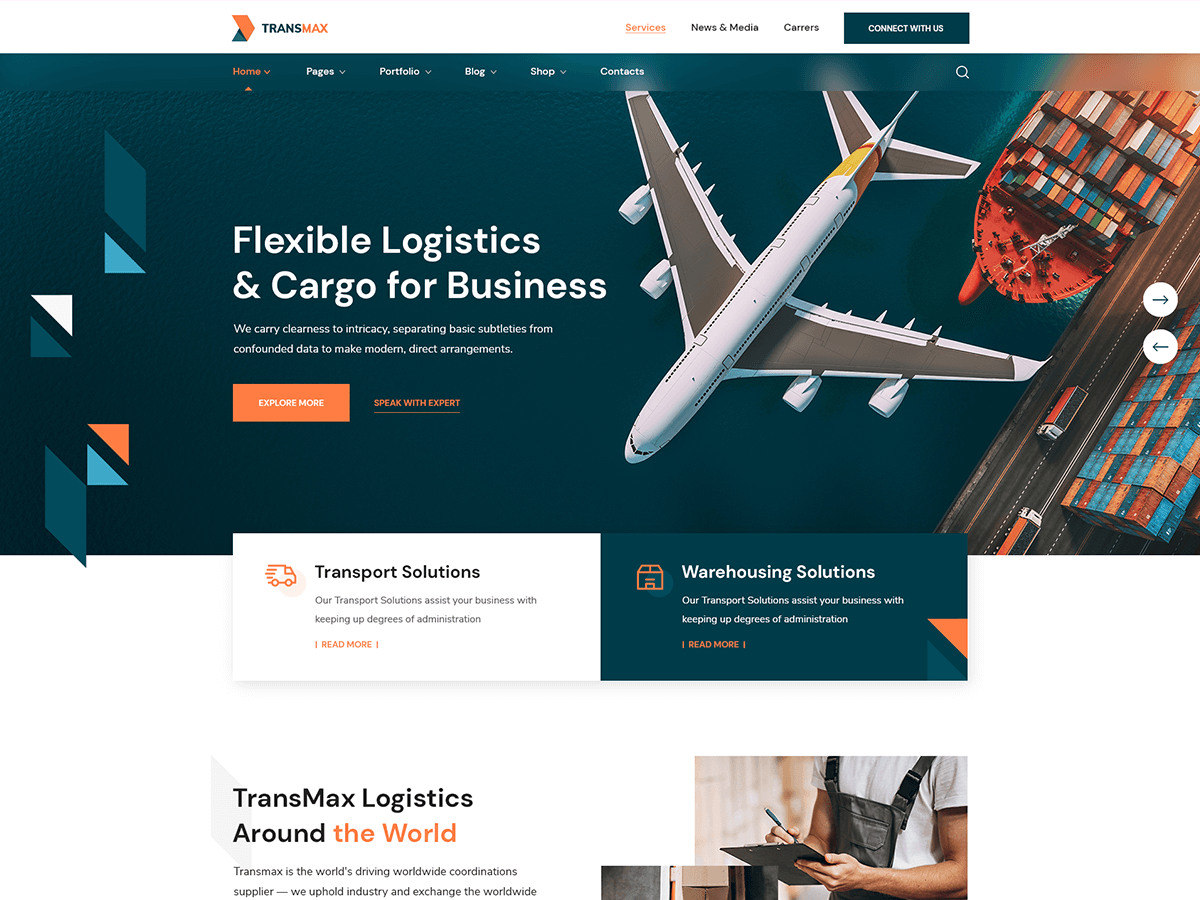 TRANSMAX
Services
News & Media
Carrers
CONNECT WITH US
Home
Pages
Portfolio
Blog
Shop
Contacts
Flexible Logistics
& Cargo for Business
We carry clearness to intricacy, separating basic subtleties from
confounded data to make modern, direct arrangements.
EXPLORE MORE
SPEAK WITH EXPERT
Transport Solutions
Our Transport Solutions assist your business with
keeping up degrees of administration
| READ MORE |
Warehousing Solutions
Our Transport Solutions assist your business with
keeping up degrees of administration
| READ MORE |
TransMax Logistics
Around the World
Transmax is the world's driving worldwide coordinations
supplier — we uphold industry and exchange the worldwide